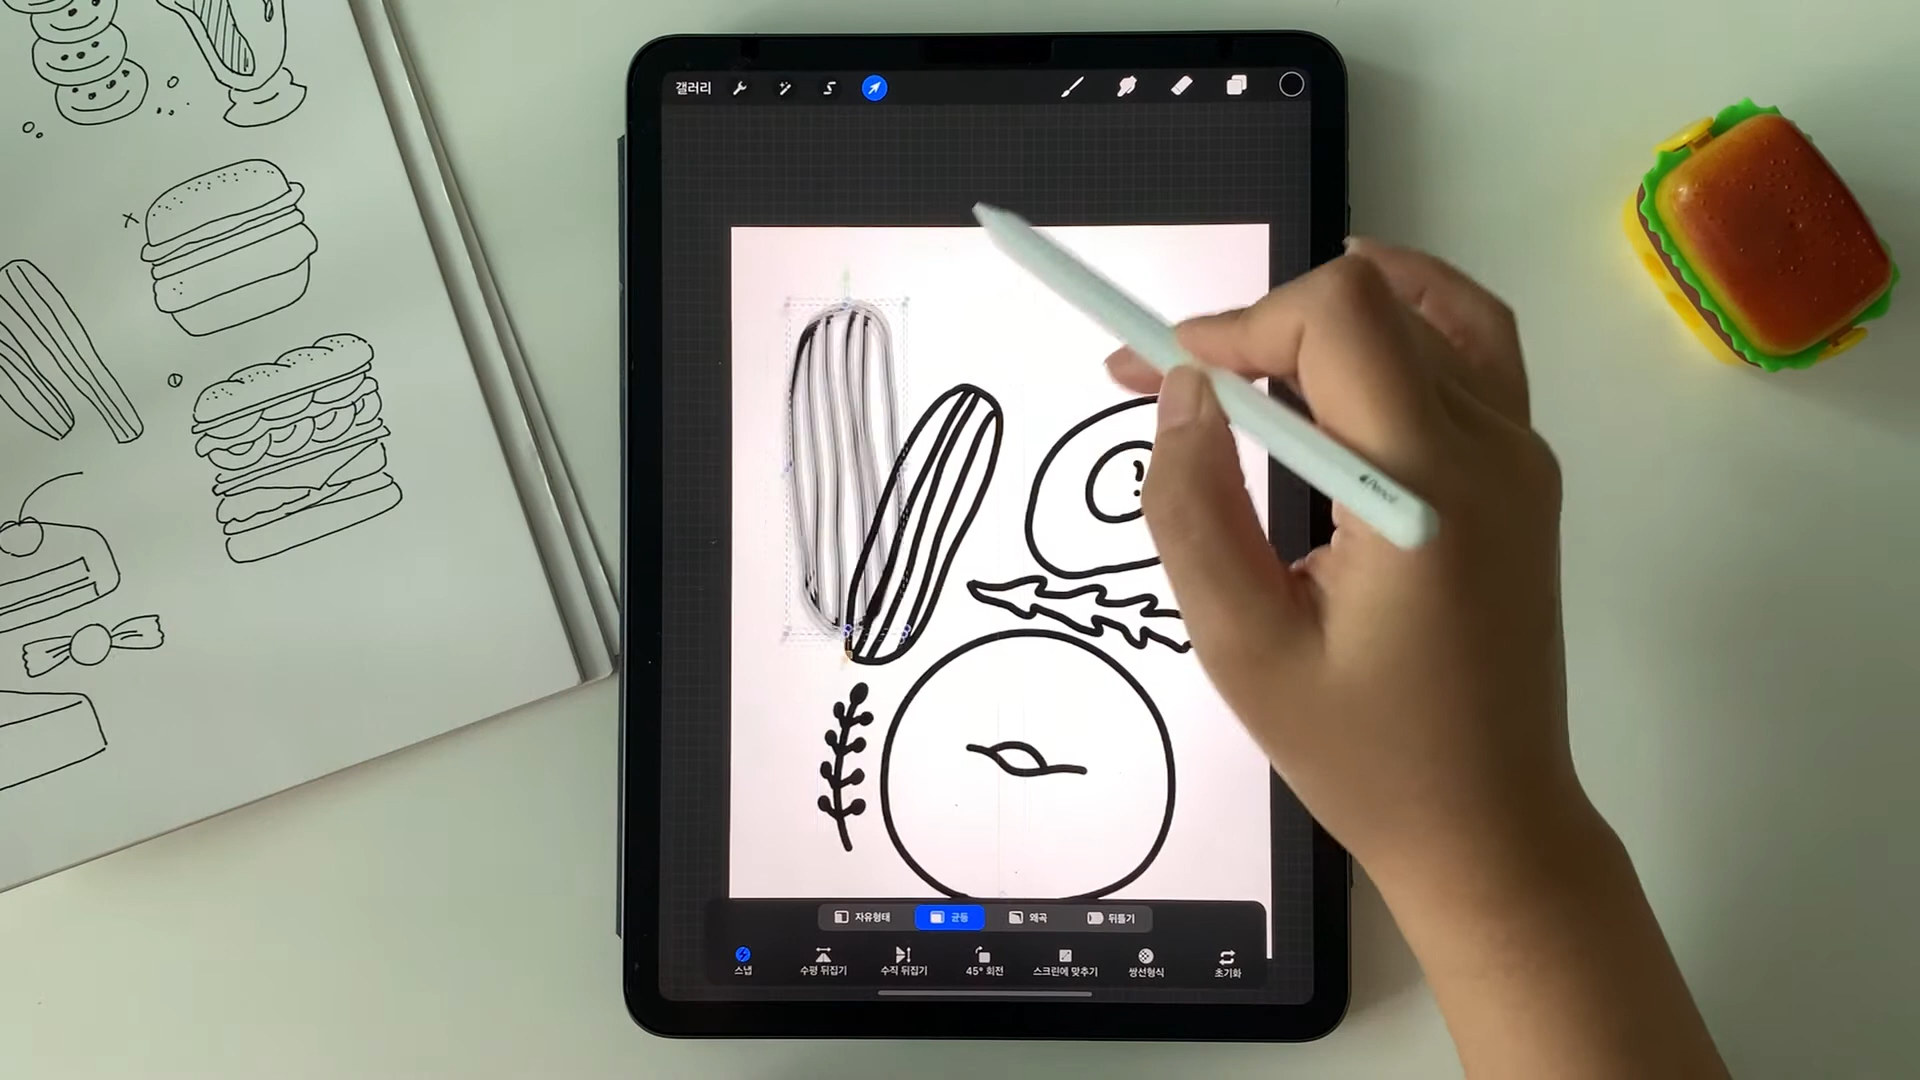 갤러리
자유형태 균등 왜곡 뒤틀기
스냅 수평 뒤집기 수직 뒤집기 45° 회전 스크린에 맞추기 쌍선형식 초기화
Pencil